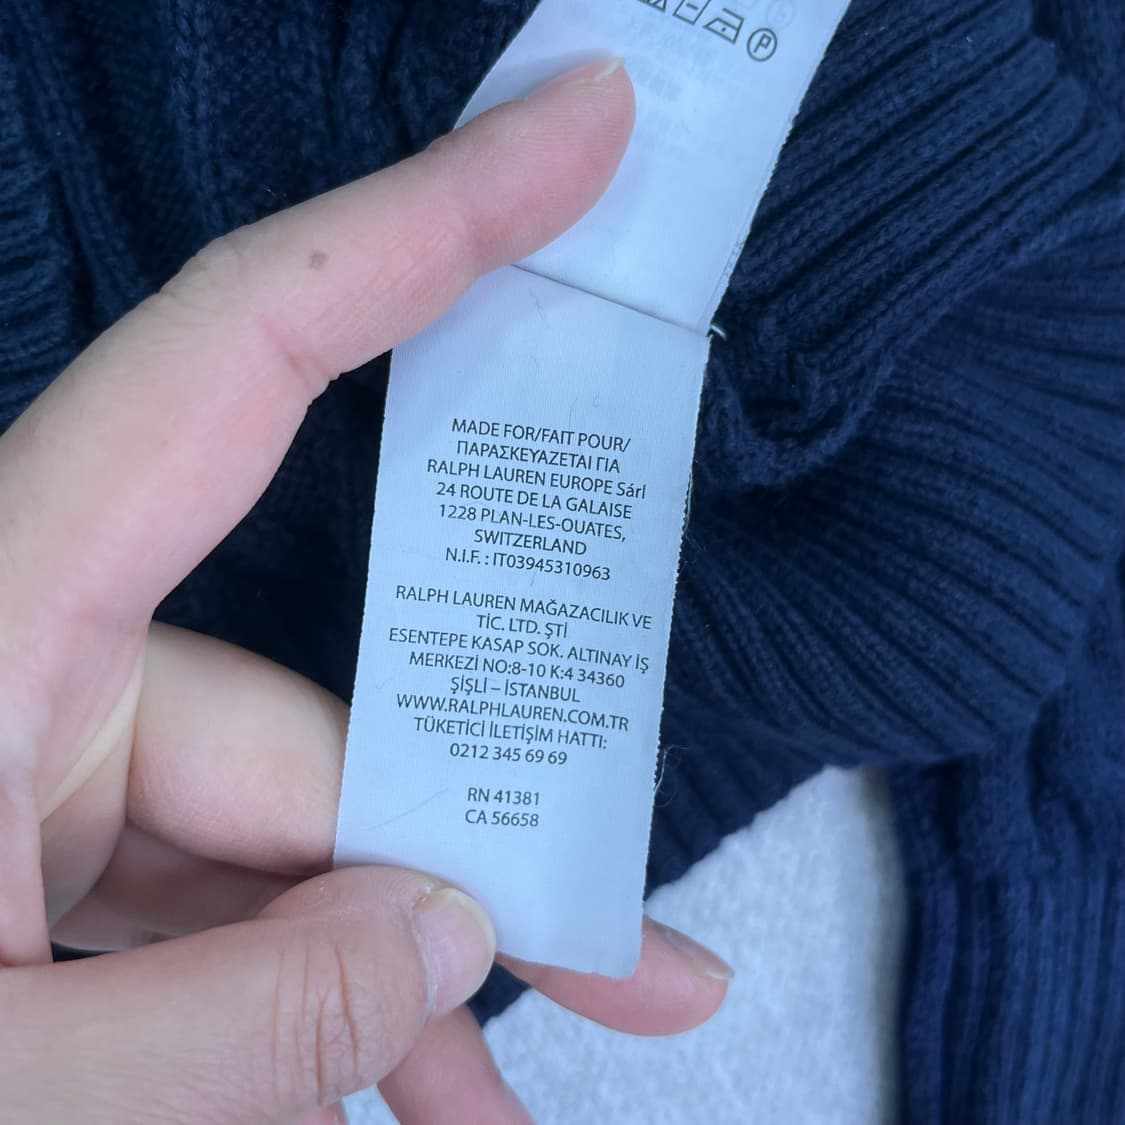 P
MADE FOR/FAIT POUR/
ΠΑΡΑΣΚΕΥΑΖΕΤΑΙ ΓΙΑ
RALPH LAUREN EUROPE Sárl
24 ROUTE DE LA GALAISE
1228 PLAN-LES-OUATES,
SWITZERLAND
N.I.F. : IT03945310963
RALPH LAUREN MAĞAZACILIK VE
TİC. LTD. ŞTİ
ESENTEPE KASAP SOK. ALTINAY İŞ
MERKEZİ NO:8-10 K:4 34360
ŞİŞLİ – İSTANBUL
WWW.RALPHLAUREN.COM.TR
TÜKETİCİ İLETİŞİM HATTI:
0212 345 69 69
RN 41381
CA 56658